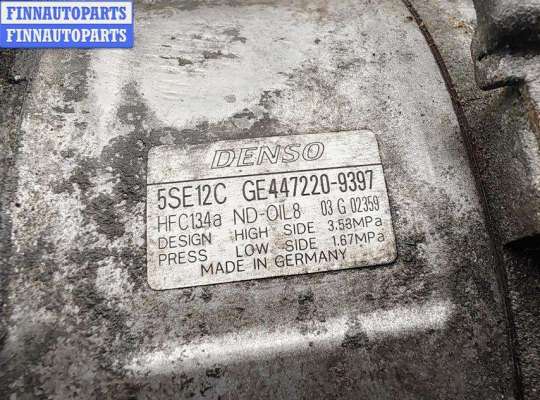 FINNAUTOPARTS
FINNAUTOPARTS
DENSO
5SE12C GE447220-9397
HFC134a ND-OIL8 03 G 02359
DESIGN HIGH SIDE 3.53MPa
PRESS LOW SIDE 1.67MPa
MADE IN GERMANY